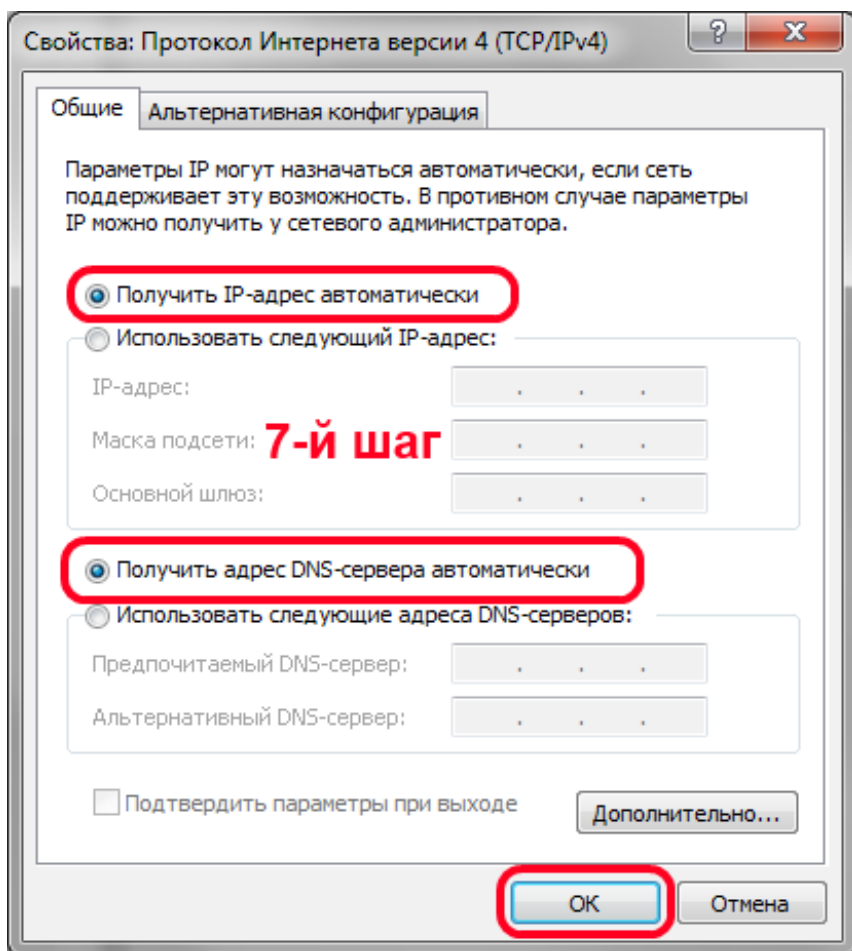 Свойства: Протокол Интернета версии 4 (TCP/IPv4)
?
Общие
Альтернативная конфигурация
Параметры IP могут назначаться автоматически, если сеть
поддерживает эту возможность. В противном случае параметры
IP можно получить у сетевого администратора.
Получить IP-адрес автоматически
Использовать следующий IP-адрес:
IP-адрес:
Маска подсети:
7-й шаг
Основной шлюз:
Получить адрес DNS-сервера автоматически
Использовать следующие адреса DNS-серверов:
Предпочитаемый DNS-сервер:
Альтернативный DNS-сервер:
Подтвердить параметры при выходе
Дополнительно...
ОК
Отмена